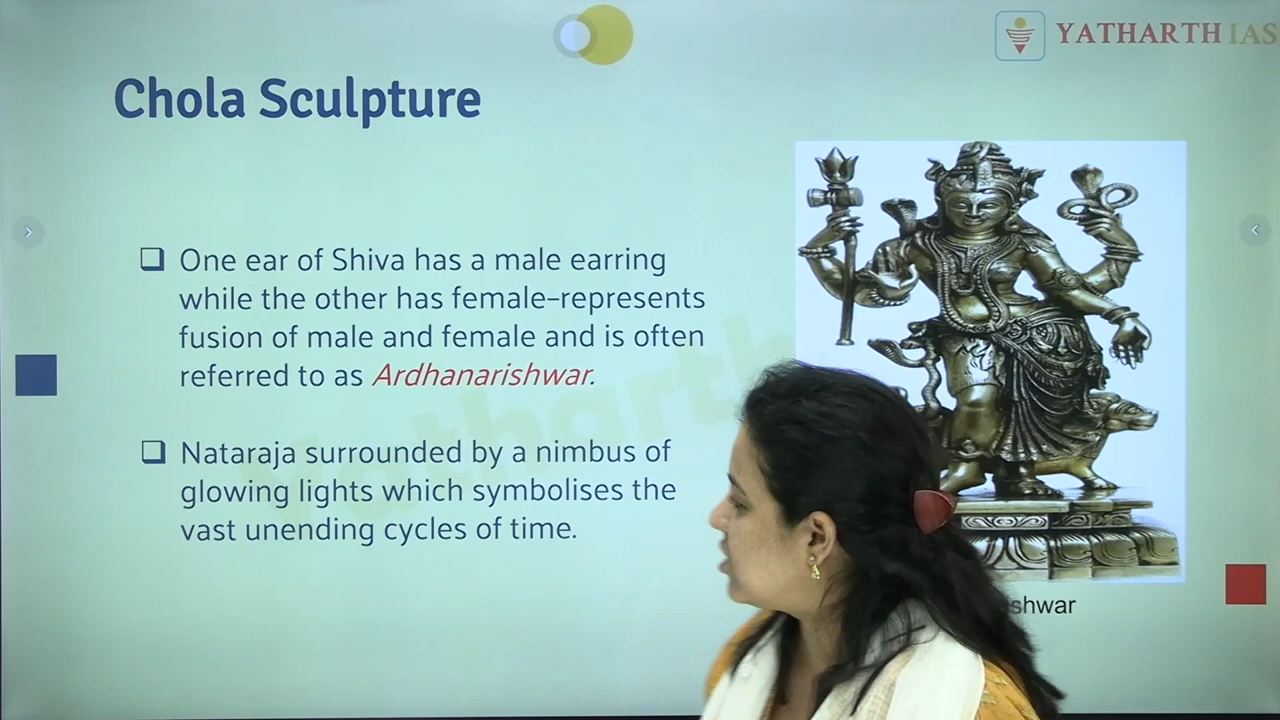 YATHARTH IAS
Chola Sculpture
❑ One ear of Shiva has a male earring
while the other has female–represents
fusion of male and female and is often
referred to as Ardhanarishwar.
❑ Nataraja surrounded by a nimbus of
glowing lights which symbolises the
vast unending cycles of time.
Yatharth